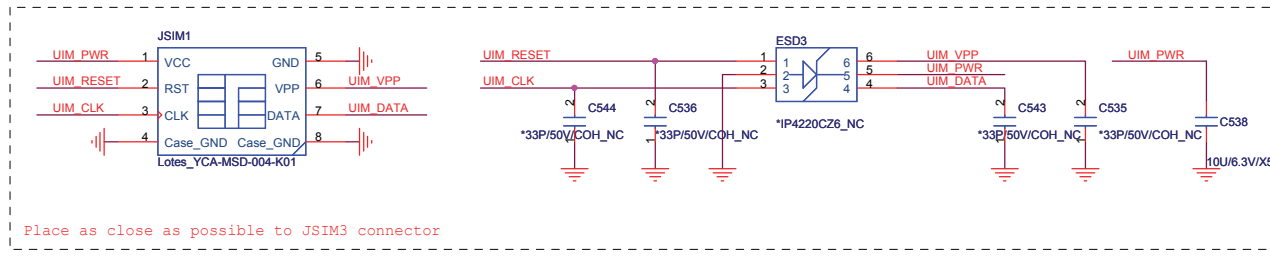 JSIM1
UIM_PWR 1 VCC GND 5
UIM_RESET 2 RST VPP 6 UIM_VPP
UIM_CLK 3 CLK DATA 7 UIM_DATA
4 Case_GND Case_GND 8
Lotes_YCA-MSD-004-K01
ESD3
UIM_RESET 1 1 6 6 UIM_VPP
2 2 5 5 UIM_PWR
UIM_CLK 3 3 4 4 UIM_DATA
*IP4220CZ6_NC
UIM_PWR
2 C544 1
*33P/50V/COH_NC
2 C536 1
*33P/50V/COH_NC
2 C543 1
*33P/50V/COH_NC
2 C535 1
*33P/50V/COH_NC
C538
10U/6.3V/X5
Place as close as possible to JSIM3 connector